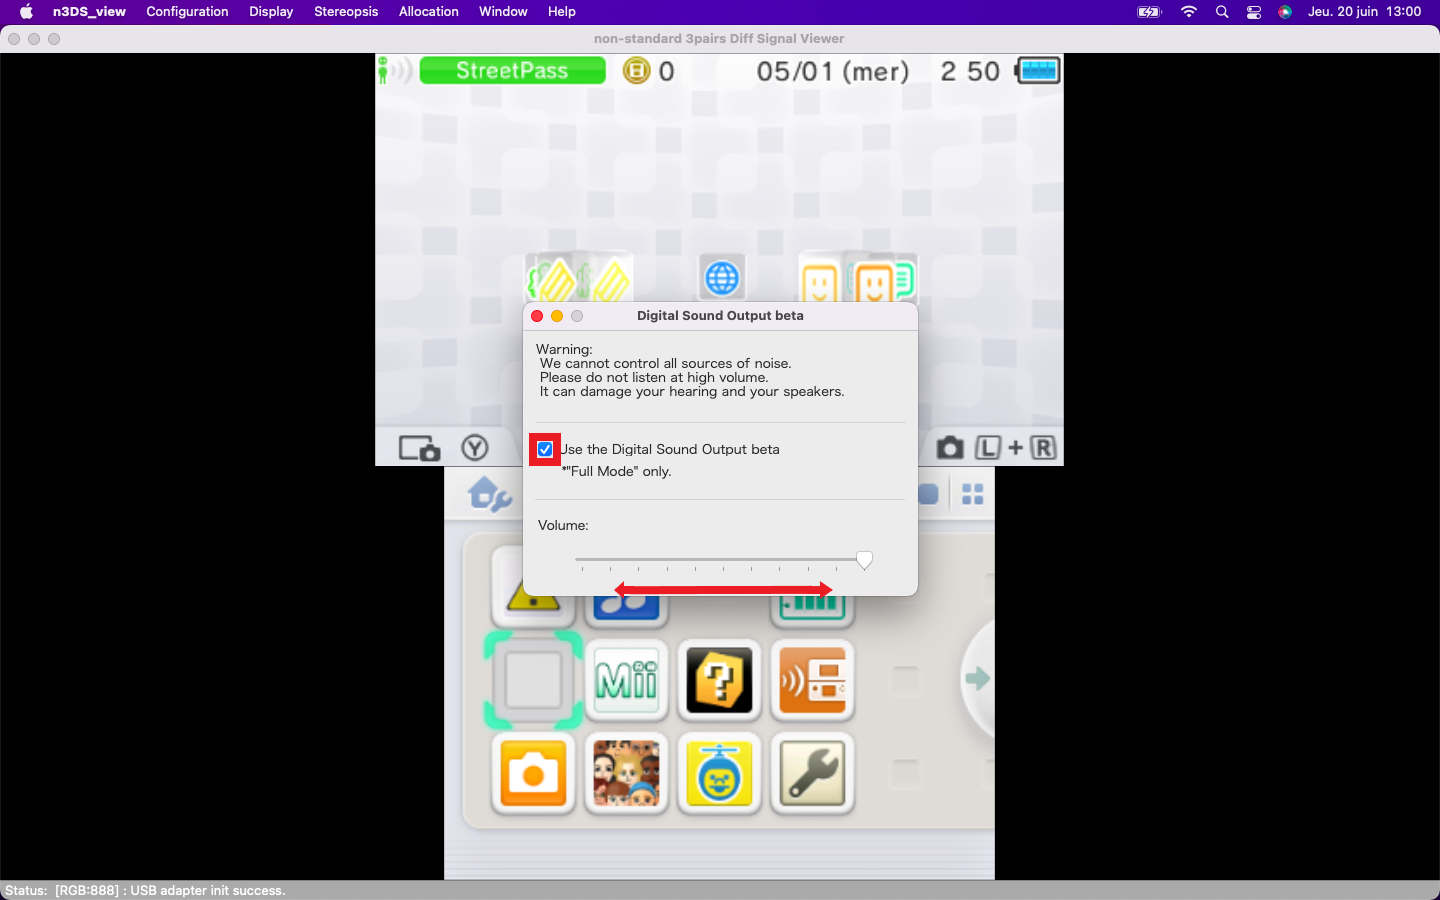 n3DS_view Configuration Display Stereopsis Allocation Window Help Jeu. 20 juin 13:00
non-standard 3pairs Diff Signal Viewer
StreetPass 0 05/01 (mer) 2 50
Digital Sound Output beta
Warning:
We cannot control all sources of noise.
Please do not listen at high volume.
It can damage your hearing and your speakers.
Use the Digital Sound Output beta
*"Full Mode" only.
Y L + R
Volume:
Mii ?
Status: [RGB:888] : USB adapter init success.